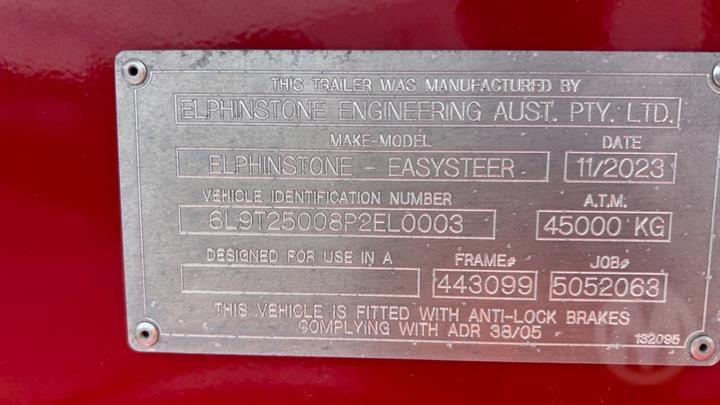 THIS TRAILER WAS MANUFACTURED BY
ELPHINSTONE ENGINEERING AUST. PTY. LTD.
MAKE-MODEL DATE
ELPHINSTONE - EASYSTEER 11/2023
VEHICLE IDENTIFICATION NUMBER A.T.M.
6L9T25008P2EL0003 45000 KG
DESIGNED FOR USE IN A FRAME# JOB#
443099 5052063
THIS VEHICLE IS FITTED WITH ANTI-LOCK BRAKES
COMPLYING WITH ADR 38/05
132095